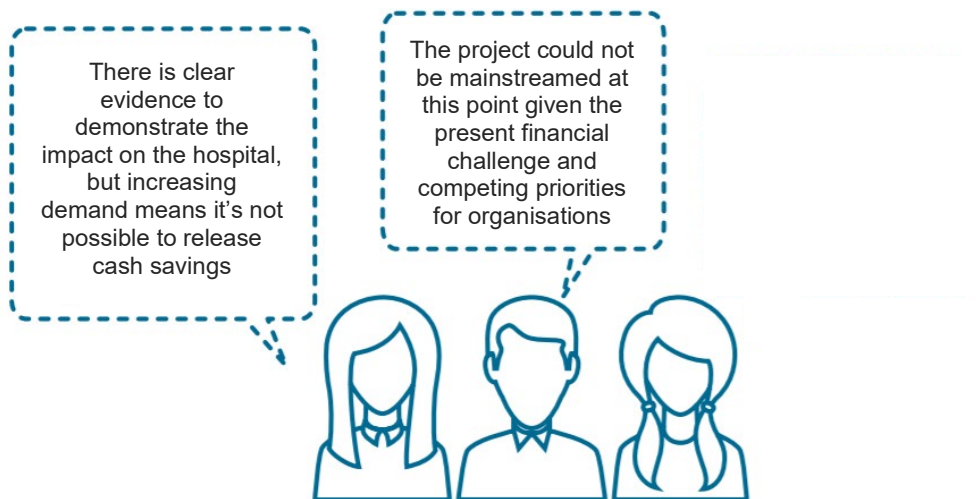 There is clear
evidence to
demonstrate the
impact on the hospital,
but increasing
demand means it’s not
possible to release
cash savings
The project could not
be mainstreamed at
this point given the
present financial
challenge and
competing priorities
for organisations